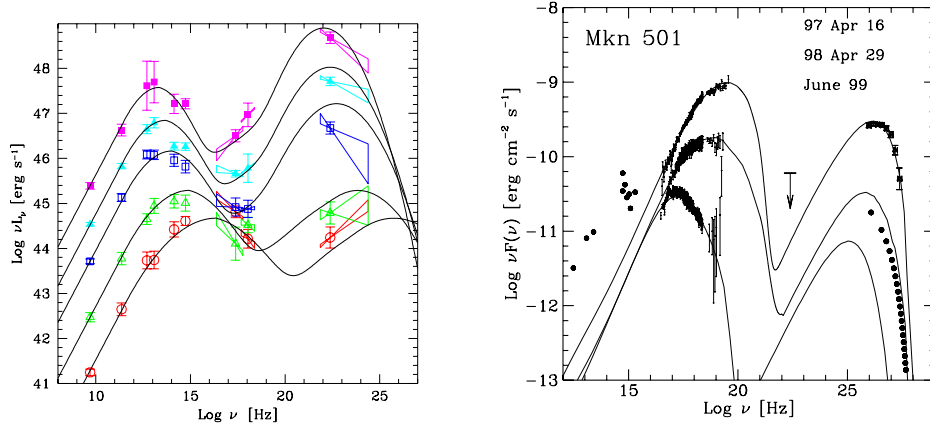 48
47
46
45
44
43
42
41
10
15
20
25
Log νL_ν [erg s⁻¹]
Log ν [Hz]
Mkn 501
97 Apr 16
98 Apr 29
June 99
−8
−9
−10
−11
−12
−13
15
20
25
Log νF(ν) [erg cm⁻² s⁻¹]
Log ν [Hz]